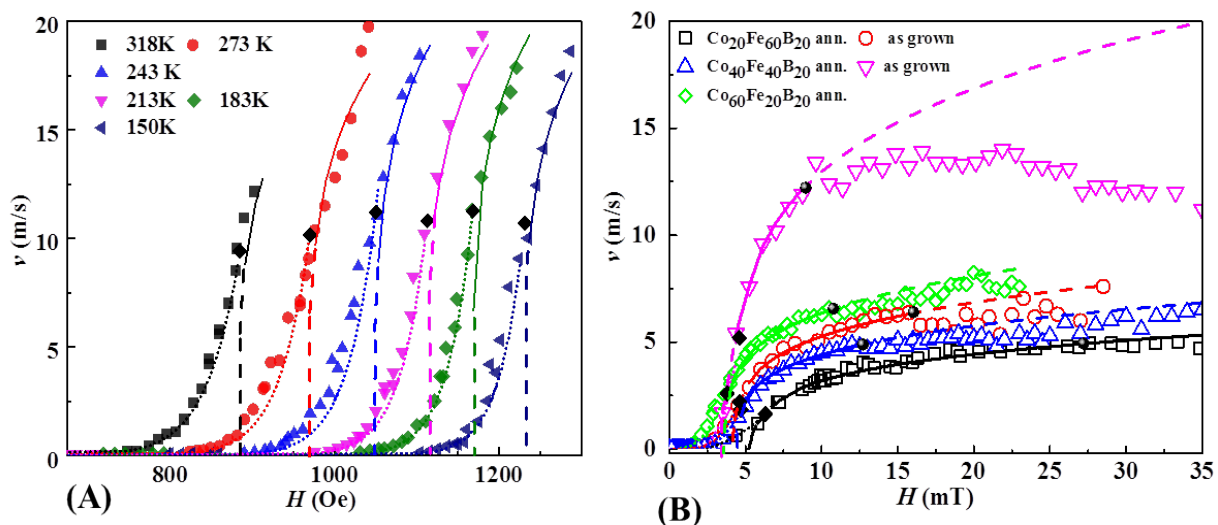 20
15
10
5
0
v (m/s)
318K
273 K
243 K
213K
183K
150K
800
1000
1200
H (Oe)
(A)
20
15
10
5
0
v (m/s)
Co20Fe60B20 ann.
as grown
Co40Fe40B20 ann.
as grown
Co60Fe20B20 ann.
0
5
10
15
20
25
30
35
H (mT)
(B)